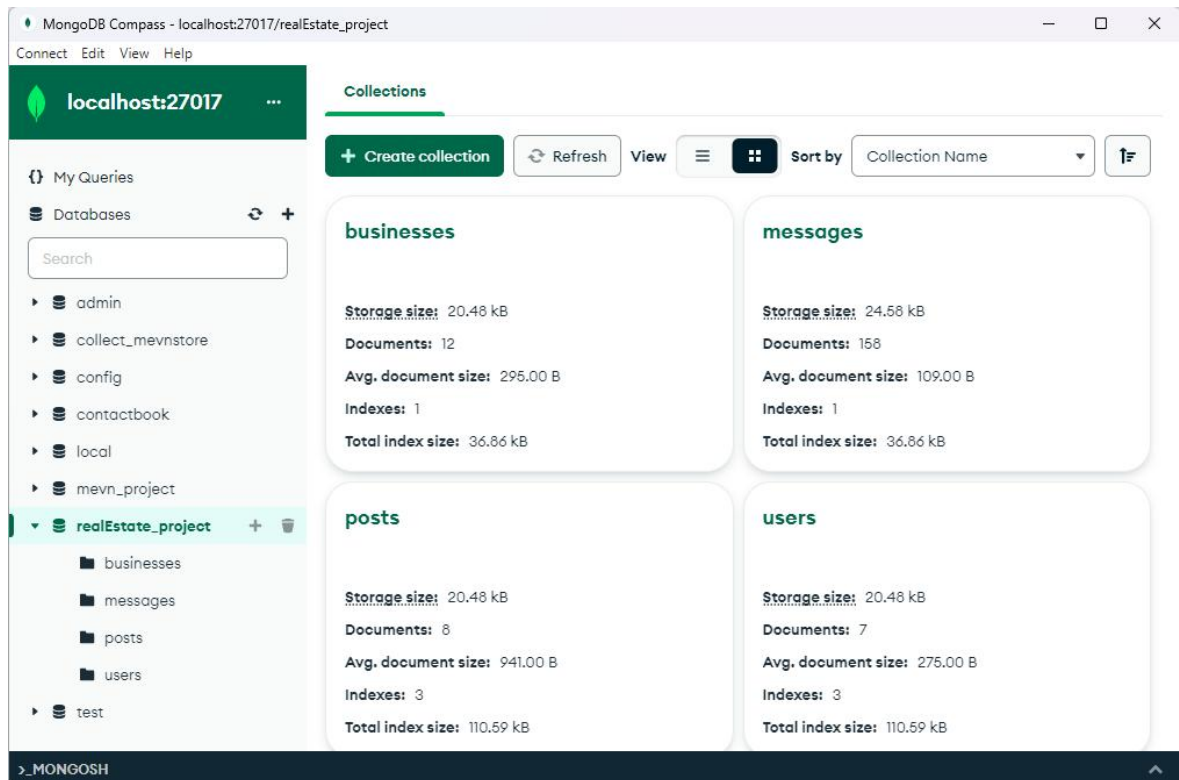 MongoDB Compass - localhost:27017/realEstate_project
Connect Edit View Help
localhost:27017 ...
{} My Queries
Databases
Search
admin
collect_mevnstore
config
contactbook
local
mevn_project
realEstate_project
businesses
messages
posts
users
test
Collections
+ Create collection Refresh View Sort by Collection Name
businesses
Storage size: 20.48 kB
Documents: 12
Avg. document size: 295.00 B
Indexes: 1
Total index size: 36.86 kB
messages
Storage size: 24.58 kB
Documents: 158
Avg. document size: 109.00 B
Indexes: 1
Total index size: 36.86 kB
posts
Storage size: 20.48 kB
Documents: 8
Avg. document size: 941.00 B
Indexes: 3
Total index size: 110.59 kB
users
Storage size: 20.48 kB
Documents: 7
Avg. document size: 275.00 B
Indexes: 3
Total index size: 110.59 kB
>_MONGOSH